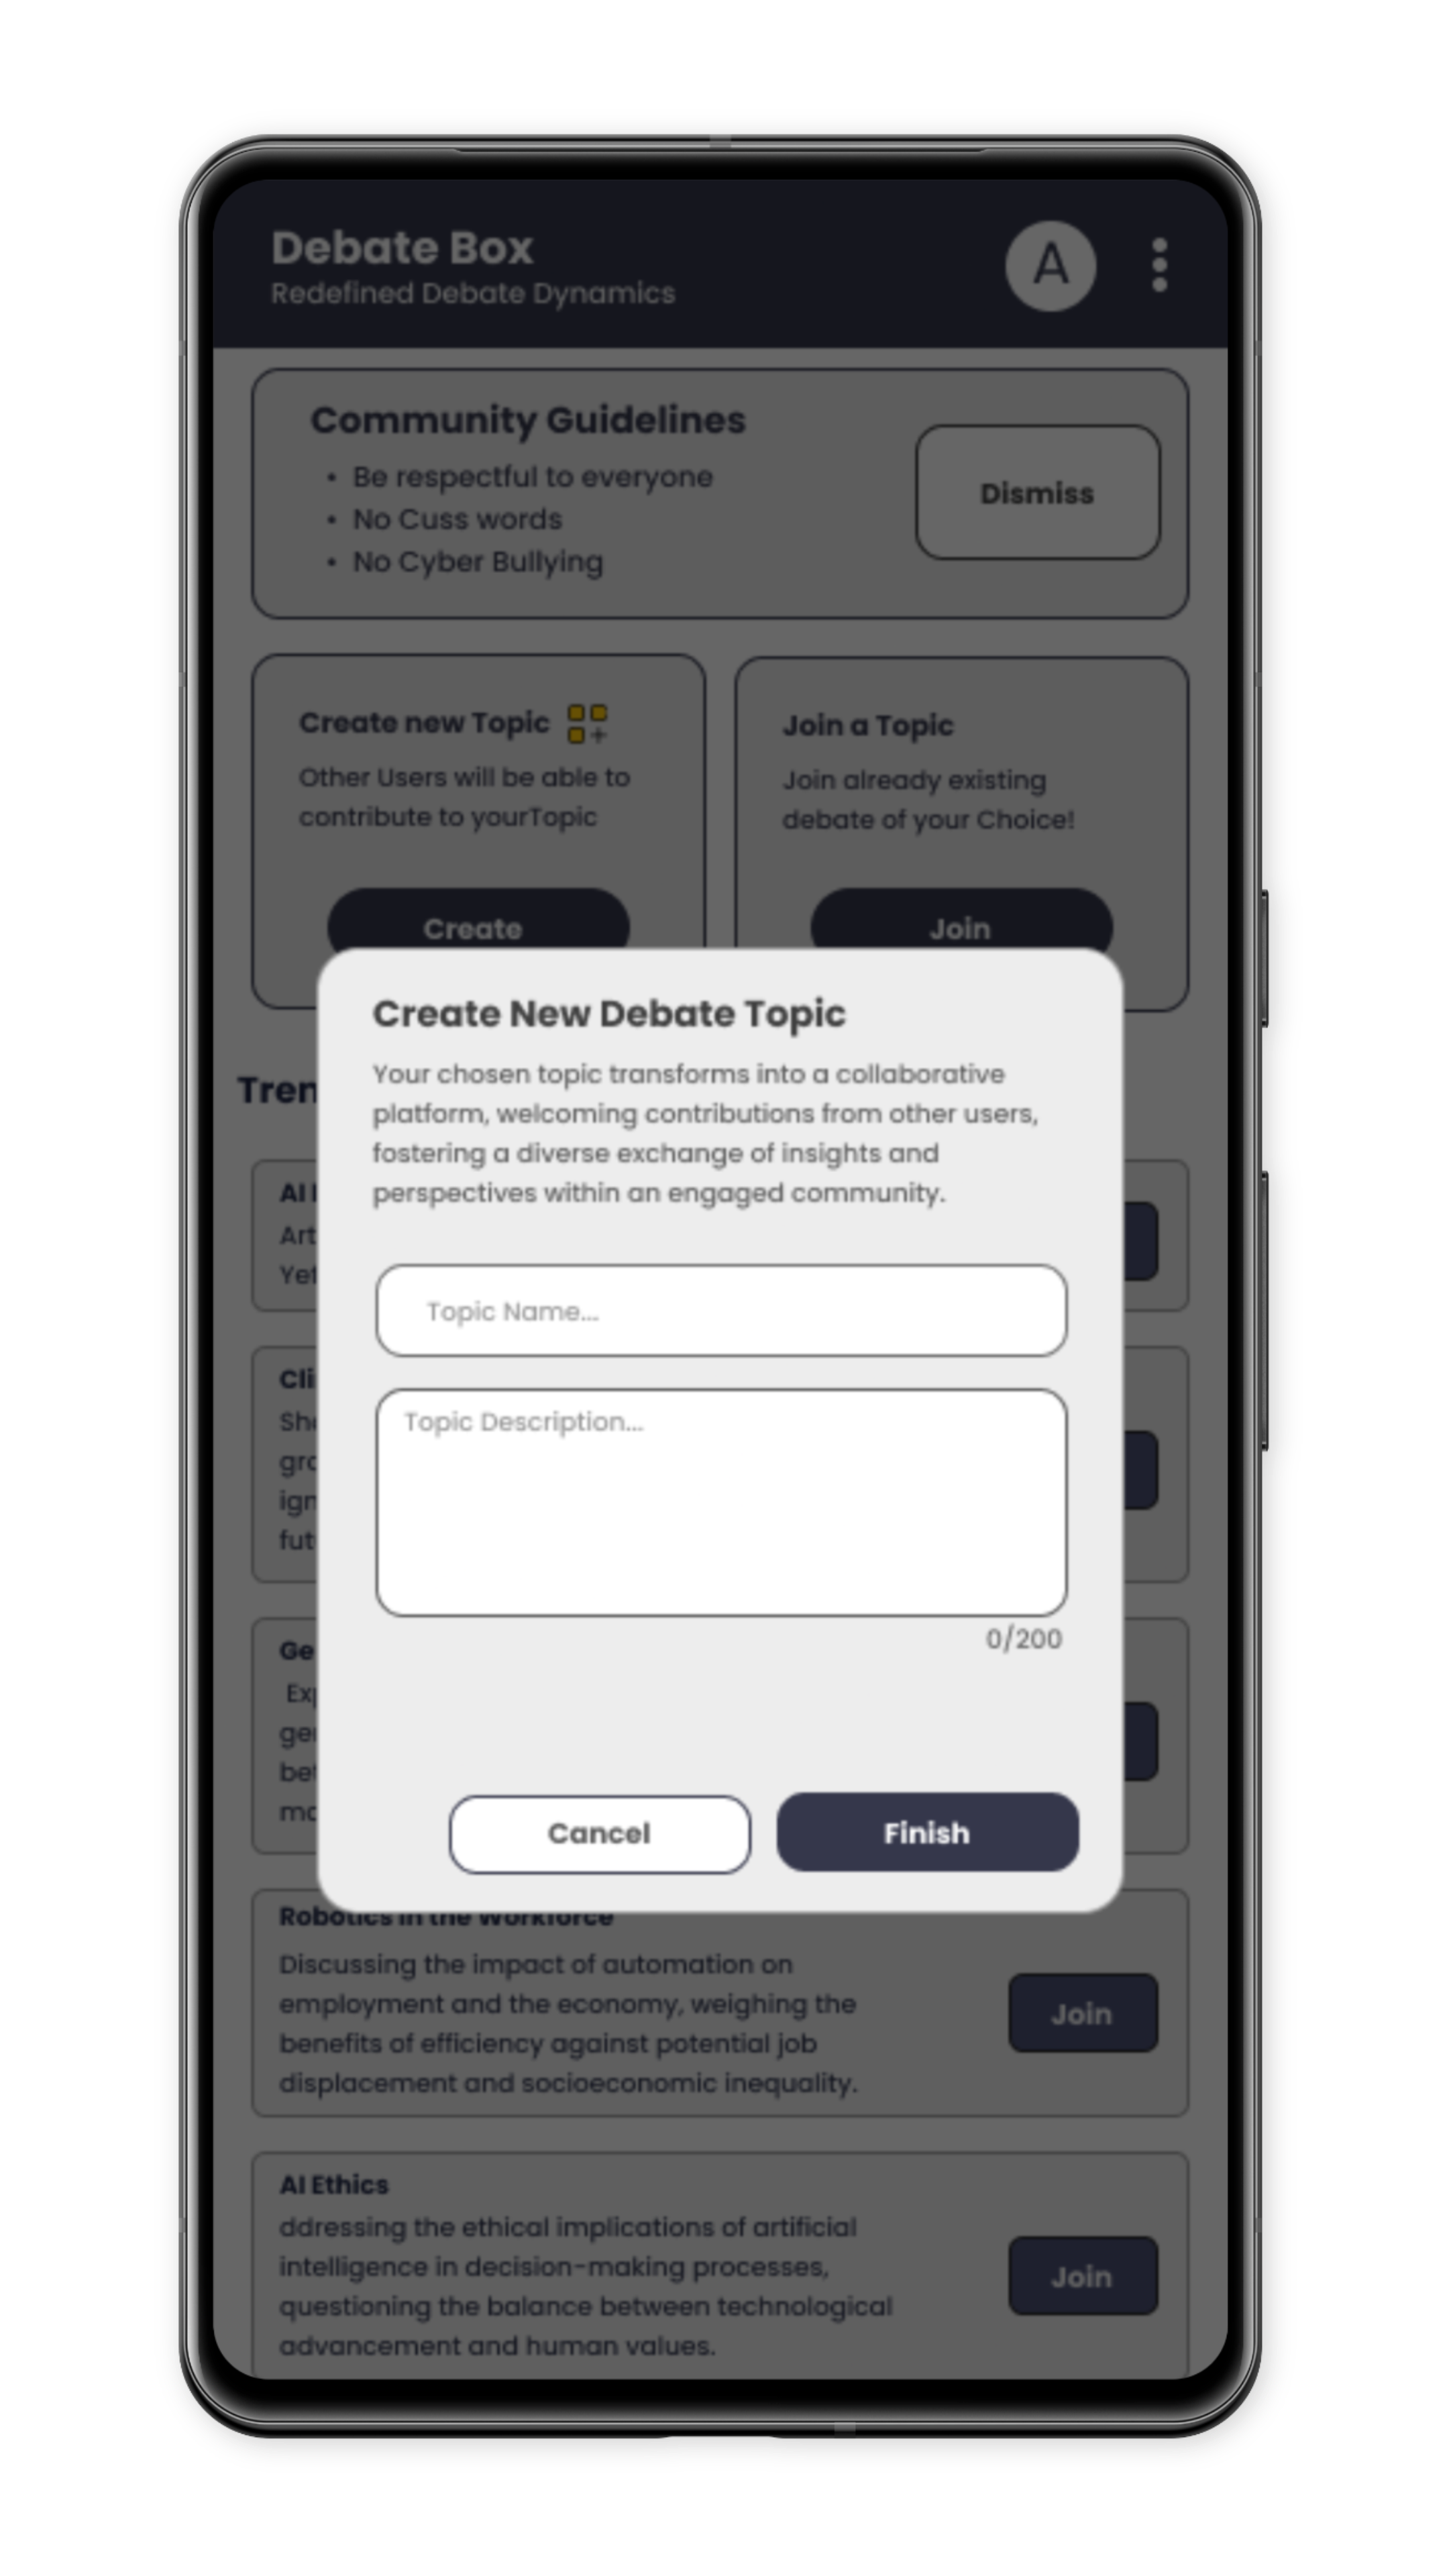 Debate Box
Redefined Debate Dynamics
A
Community Guidelines
• Be respectful to everyone
• No Cuss words
• No Cyber Bullying
Dismiss
Create new Topic
Other Users will be able to
contribute to yourTopic
Create
Join a Topic
Join already existing
debate of your Choice!
Join
Create New Debate Topic
Your chosen topic transforms into a collaborative
platform, welcoming contributions from other users,
fostering a diverse exchange of insights and
perspectives within an engaged community.
Topic Name...
Topic Description...
0/200
Cancel
Finish
Tren
AI
Art
Yet
Cli
She
gro
ign
fut
Ge
Exp
ger
bet
mo
Robotics in the Workforce
Discussing the impact of automation on
employment and the economy, weighing the
benefits of efficiency against potential job
displacement and socioeconomic inequality.
Join
AI Ethics
ddressing the ethical implications of artificial
intelligence in decision-making processes,
questioning the balance between technological
advancement and human values.
Join